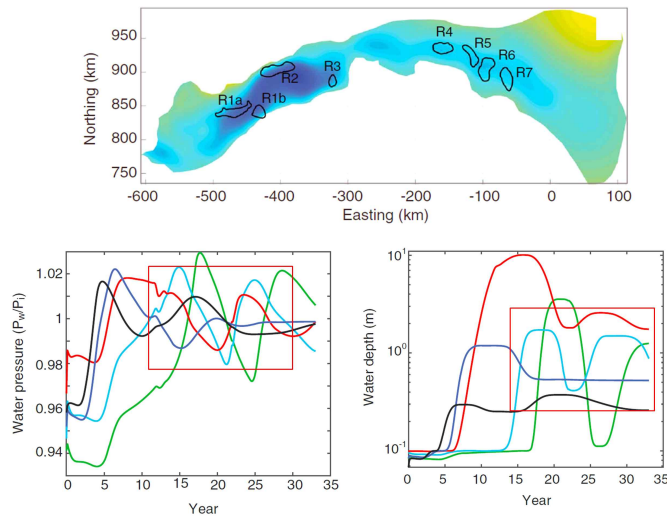 950
900
850
800
750
Northing (km)
R1a
R1b
R2
R3
R4
R5
R6
R7
-600
-500
-400
-300
-200
-100
0
100
Easting (km)
1.02
1
0.98
0.96
0.94
Water pressure (Pw/Pi)
0
5
10
15
20
25
30
35
Year
10¹
10⁰
10⁻¹
Water depth (m)
0
5
10
15
20
25
30
35
Year